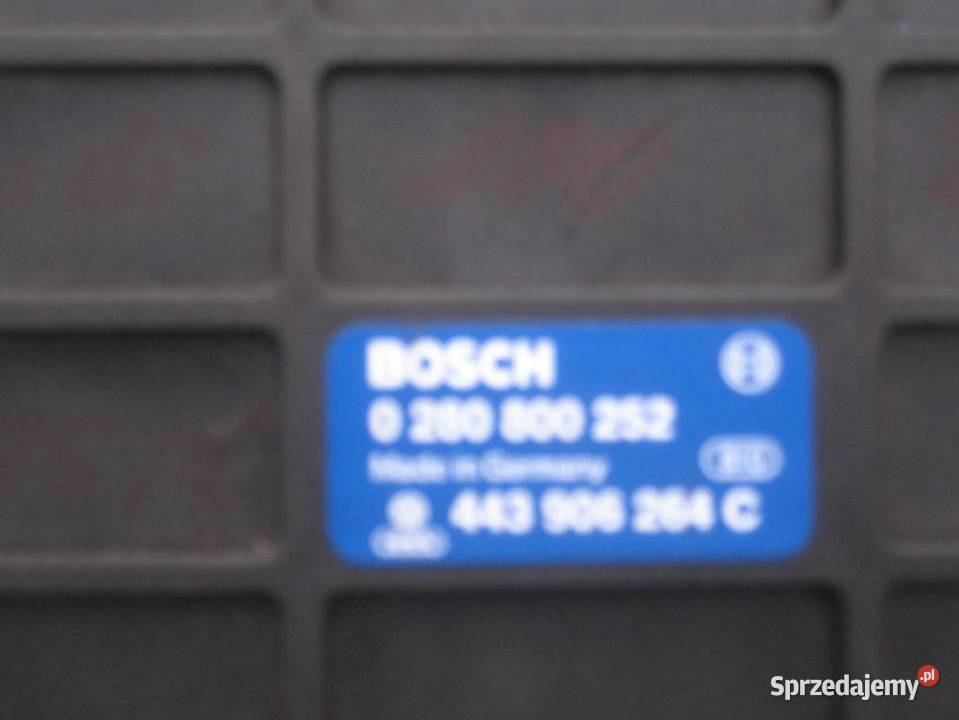 BOSCH
0 280 800 252
Made in Germany
443 906 264 C
Sprzedajemy.pl